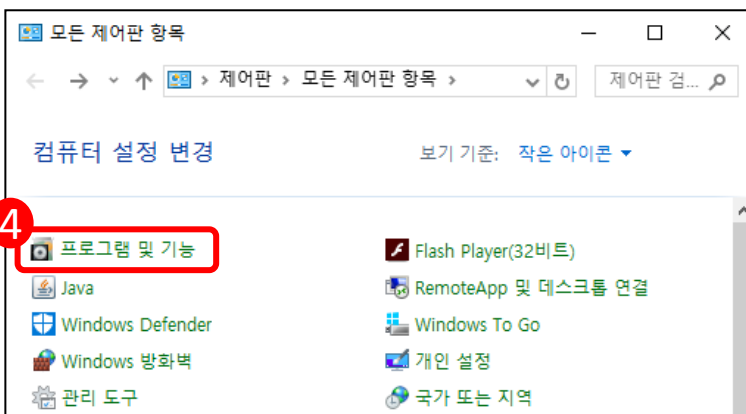 모든 제어판 항목
제어판 > 모든 제어판 항목 >
제어판 검...
컴퓨터 설정 변경
보기 기준: 작은 아이콘
4
프로그램 및 기능
Flash Player(32비트)
Java
RemoteApp 및 데스크톱 연결
Windows Defender
Windows To Go
Windows 방화벽
개인 설정
관리 도구
국가 또는 지역